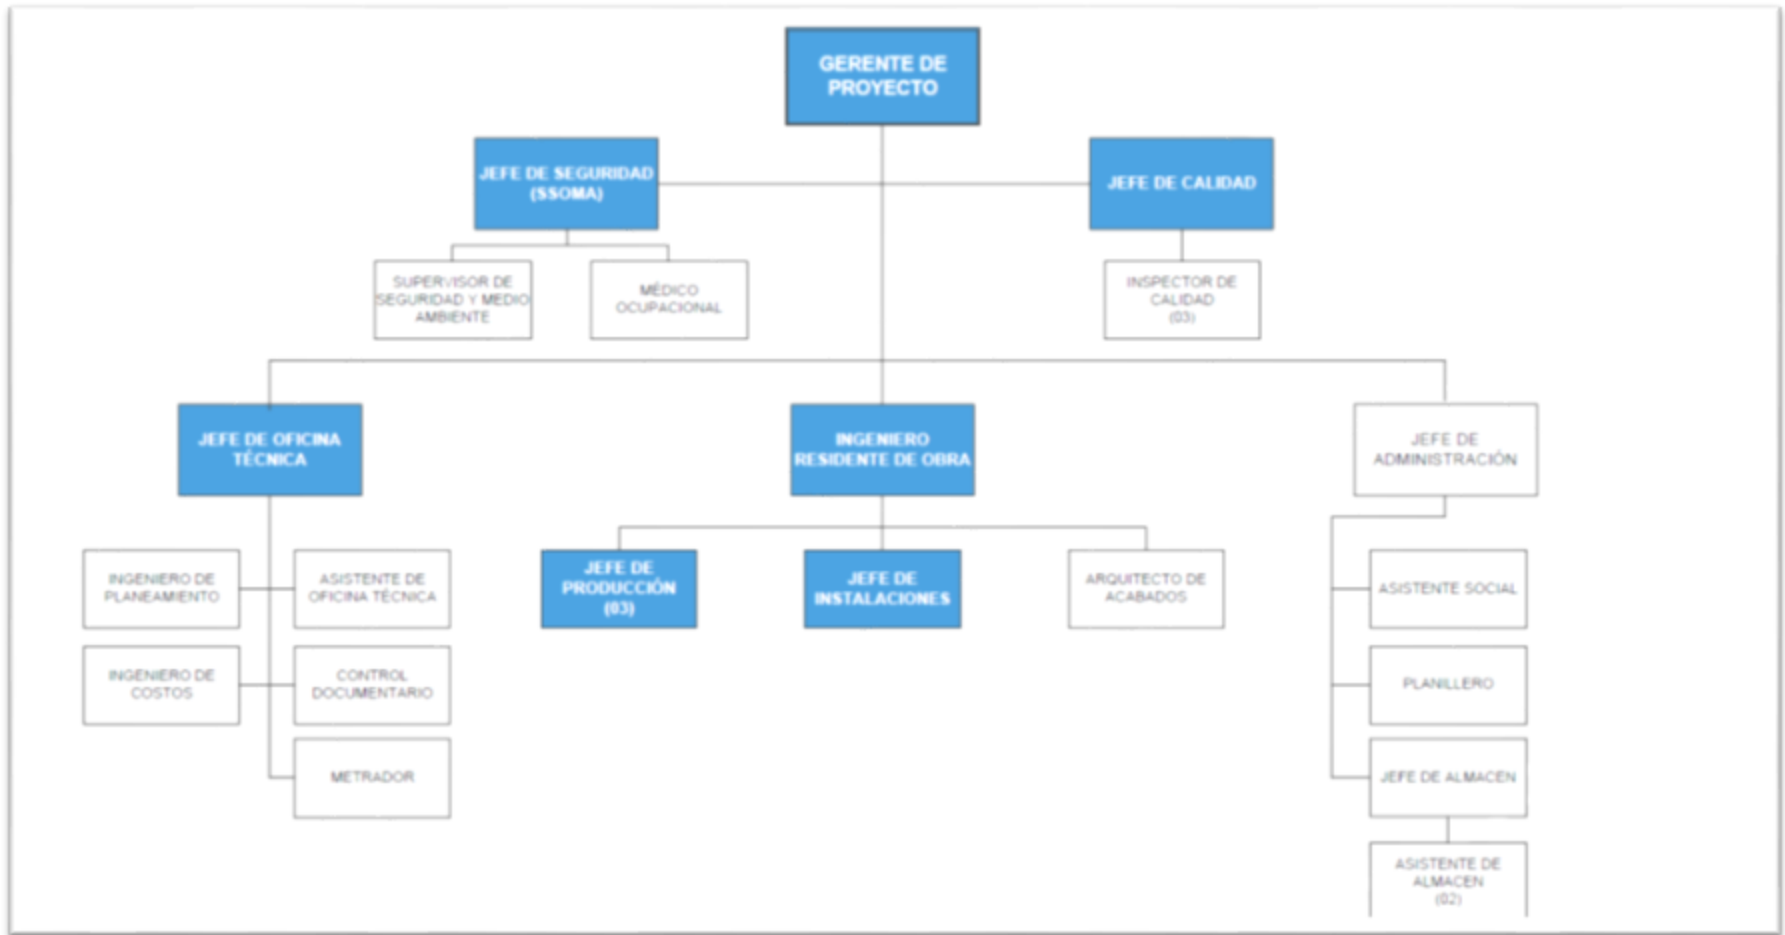 GERENTE DE
PROYECTO
JEFE DE SEGURIDAD
(SSOMA)
JEFE DE CALIDAD
SUPERVISOR DE
SEGURIDAD Y MEDIO
AMBIENTE
MÉDICO
OCUPACIONAL
INSPECTOR DE
CALIDAD
(03)
JEFE DE OFICINA
TÉCNICA
INGENIERO
RESIDENTE DE OBRA
JEFE DE
ADMINISTRACIÓN
INGENIERO DE
PLANEAMIENTO
ASISTENTE DE
OFICINA TÉCNICA
JEFE DE
PRODUCCIÓN
(03)
JEFE DE
INSTALACIONES
ARQUITECTO DE
ACABADOS
ASISTENTE SOCIAL
INGENIERO DE
COSTOS
CONTROL
DOCUMENTARIO
PLANILLERO
METRADOR
JEFE DE ALMACEN
ASISTENTE DE
ALMACEN
(02)